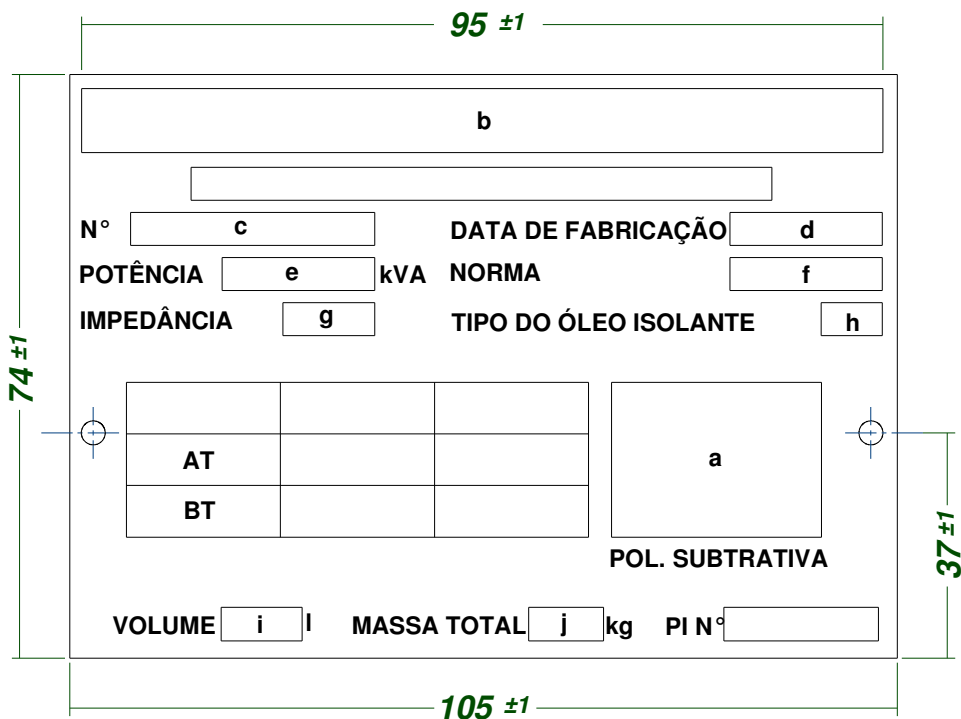 95 ±1
b
N° c DATA DE FABRICAÇÃO d
POTÊNCIA e kVA NORMA f
IMPEDÂNCIA g TIPO DO ÓLEO ISOLANTE h
74 ±1
AT
BT
a
POL. SUBTRATIVA
37 ±1
VOLUME i l MASSA TOTAL j kg PI N°
105 ±1